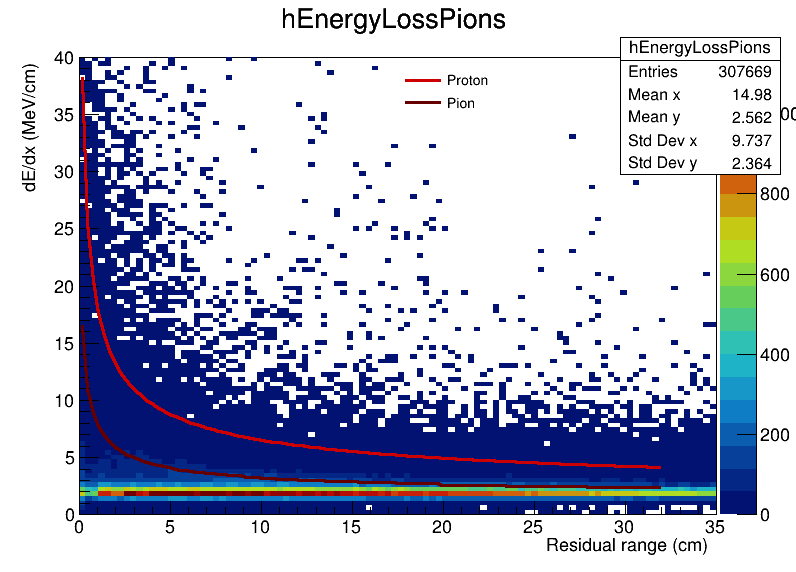 hEnergyLossPions
hEnergyLossPions
Entries 307669
Mean x 14.98
Mean y 2.562
Std Dev x 9.737
Std Dev y 2.364
Proton
Pion
dE/dx (MeV/cm)
40
35
30
25
20
15
10
5
0
0 5 10 15 20 25 30 35
Residual range (cm)
800
600
400
200
0